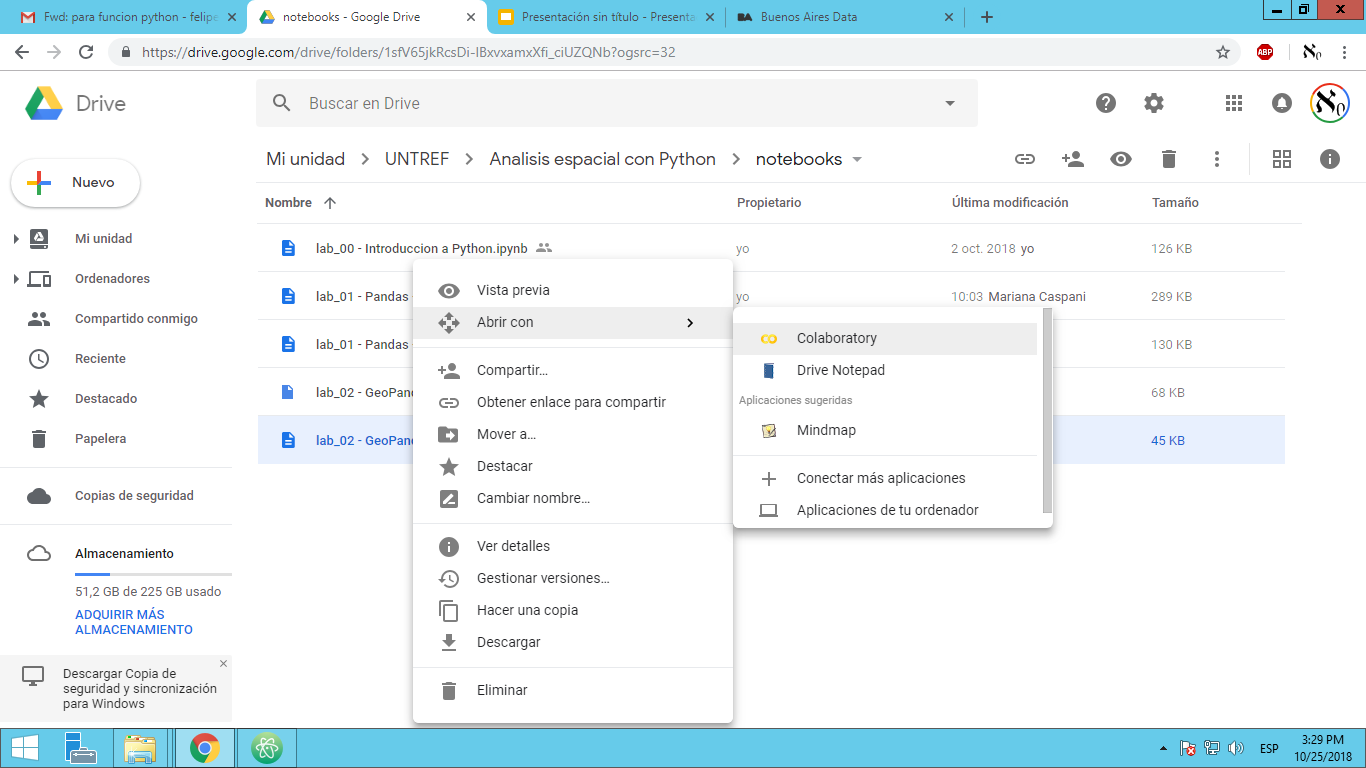 Fwd: para funcion python - felipe
notebooks - Google Drive
Presentación sin título - Presenta
BA Buenos Aires Data
https://drive.google.com/drive/folders/1sfV65jkRcsDi-IBxvxamxXfi_ciUZQNb?ogsrc=32
ABP
ℵ₀
Drive
Buscar en Drive
ℵ₀
Nuevo
Mi unidad
Ordenadores
Compartido conmigo
Reciente
Destacado
Papelera
Copias de seguridad
Almacenamiento
51,2 GB de 225 GB usado
ADQUIRIR MÁS
ALMACENAMIENTO
Descargar Copia de
seguridad y sincronización
para Windows
Mi unidad > UNTREF > Analisis espacial con Python > notebooks
Nombre Propietario Última modificación Tamaño
lab_00 - Introduccion a Python.ipynb yo 2 oct. 2018 yo 126 KB
lab_01 - Pandas yo 10:03 Mariana Caspani 289 KB
lab_01 - Pandas 130 KB
lab_02 - GeoPan 68 KB
lab_02 - GeoPan 45 KB
Vista previa
Abrir con
Compartir...
Obtener enlace para compartir
Mover a...
Destacar
Cambiar nombre...
Ver detalles
Gestionar versiones...
Hacer una copia
Descargar
Eliminar
Colaboratory
Drive Notepad
Aplicaciones sugeridas
Mindmap
Conectar más aplicaciones
Aplicaciones de tu ordenador
ESP
3:29 PM
10/25/2018